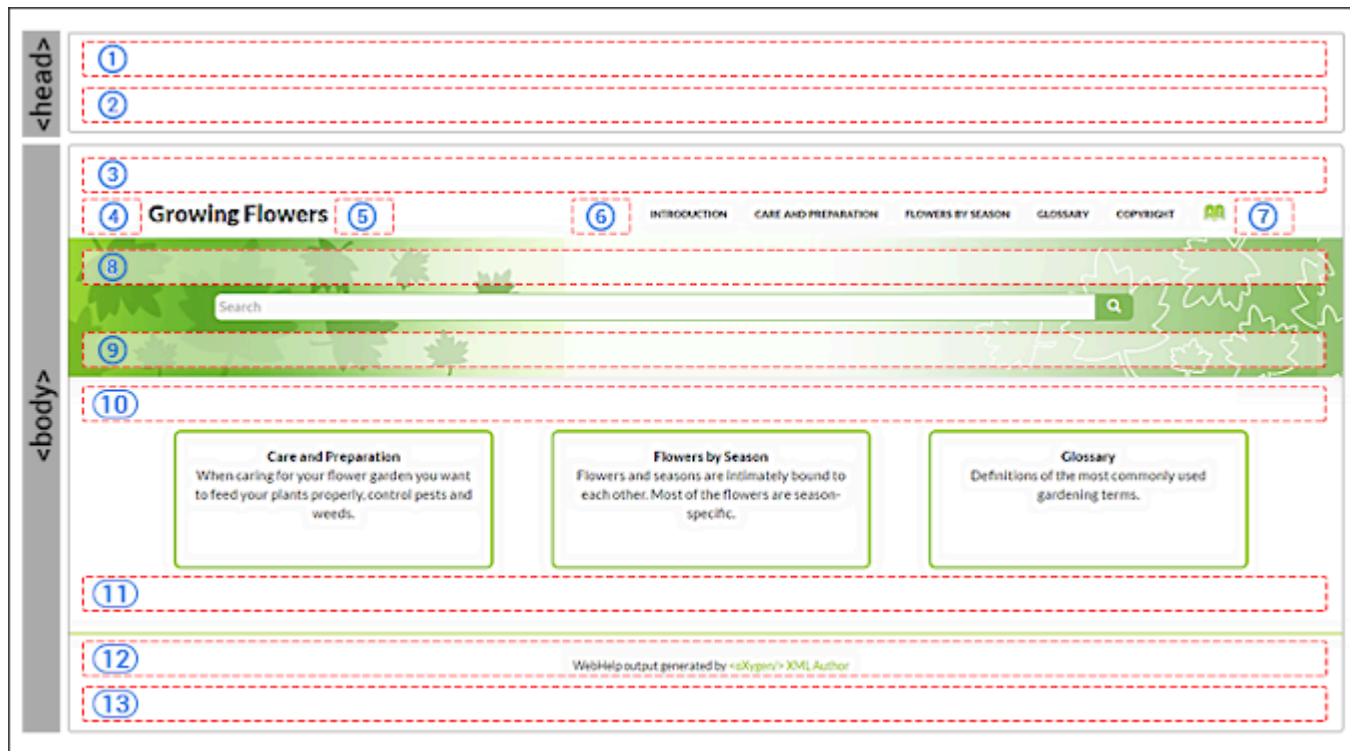 <head>
1
2
<body>
3
4 Growing Flowers 5 6 INTRODUCTION CARE AND PREPARATION FLOWERS BY SEASON GLOSSARY COPYRIGHT 7
8
Search
9
10
Care and Preparation
When caring for your flower garden you want
to feed your plants properly, control pests and
weeds.
Flowers by Season
Flowers and seasons are intimately bound to
each other. Most of the flowers are season-
specific.
Glossary
Definitions of the most commonly used
gardening terms.
11
12
WebHelp output generated by <oXygen/> XML Author
13